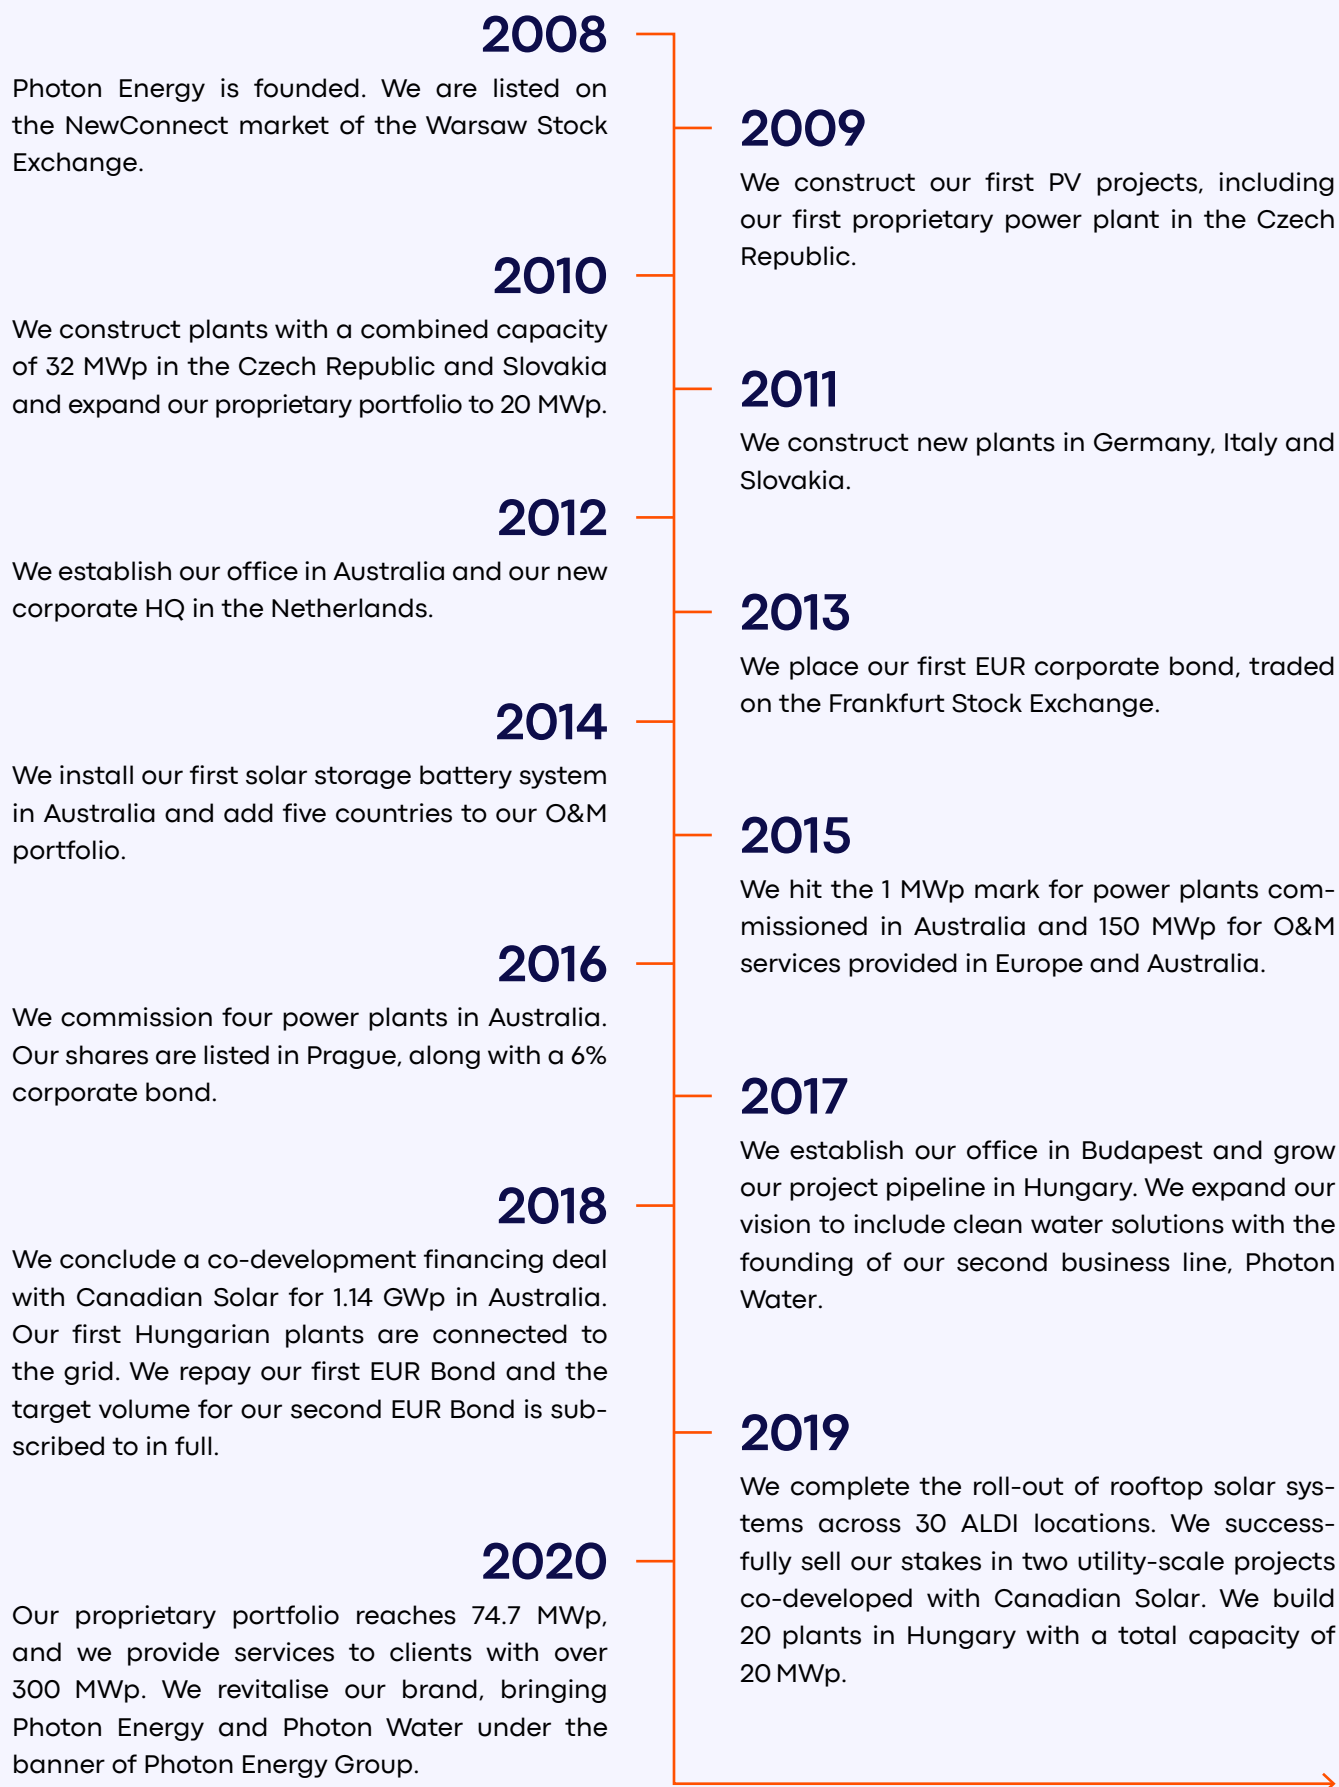 2008
Photon Energy is founded. We are listed on
the NewConnect market of the Warsaw Stock
Exchange.
2009
We construct our first PV projects, including
our first proprietary power plant in the Czech
Republic.
2010
We construct plants with a combined capacity
of 32 MWp in the Czech Republic and Slovakia
and expand our proprietary portfolio to 20 MWp.
2011
We construct new plants in Germany, Italy and
Slovakia.
2012
We establish our office in Australia and our new
corporate HQ in the Netherlands.
2013
We place our first EUR corporate bond, traded
on the Frankfurt Stock Exchange.
2014
We install our first solar storage battery system
in Australia and add five countries to our O&M
portfolio.
2015
We hit the 1 MWp mark for power plants com-
missioned in Australia and 150 MWp for O&M
services provided in Europe and Australia.
2016
We commission four power plants in Australia.
Our shares are listed in Prague, along with a 6%
corporate bond.
2017
We establish our office in Budapest and grow
our project pipeline in Hungary. We expand our
vision to include clean water solutions with the
founding of our second business line, Photon
Water.
2018
We conclude a co-development financing deal
with Canadian Solar for 1.14 GWp in Australia.
Our first Hungarian plants are connected to
the grid. We repay our first EUR Bond and the
target volume for our second EUR Bond is sub-
scribed to in full.
2019
We complete the roll-out of rooftop solar sys-
tems across 30 ALDI locations. We success-
fully sell our stakes in two utility-scale projects
co-developed with Canadian Solar. We build
20 plants in Hungary with a total capacity of
20 MWp.
2020
Our proprietary portfolio reaches 74.7 MWp,
and we provide services to clients with over
300 MWp. We revitalise our brand, bringing
Photon Energy and Photon Water under the
banner of Photon Energy Group.